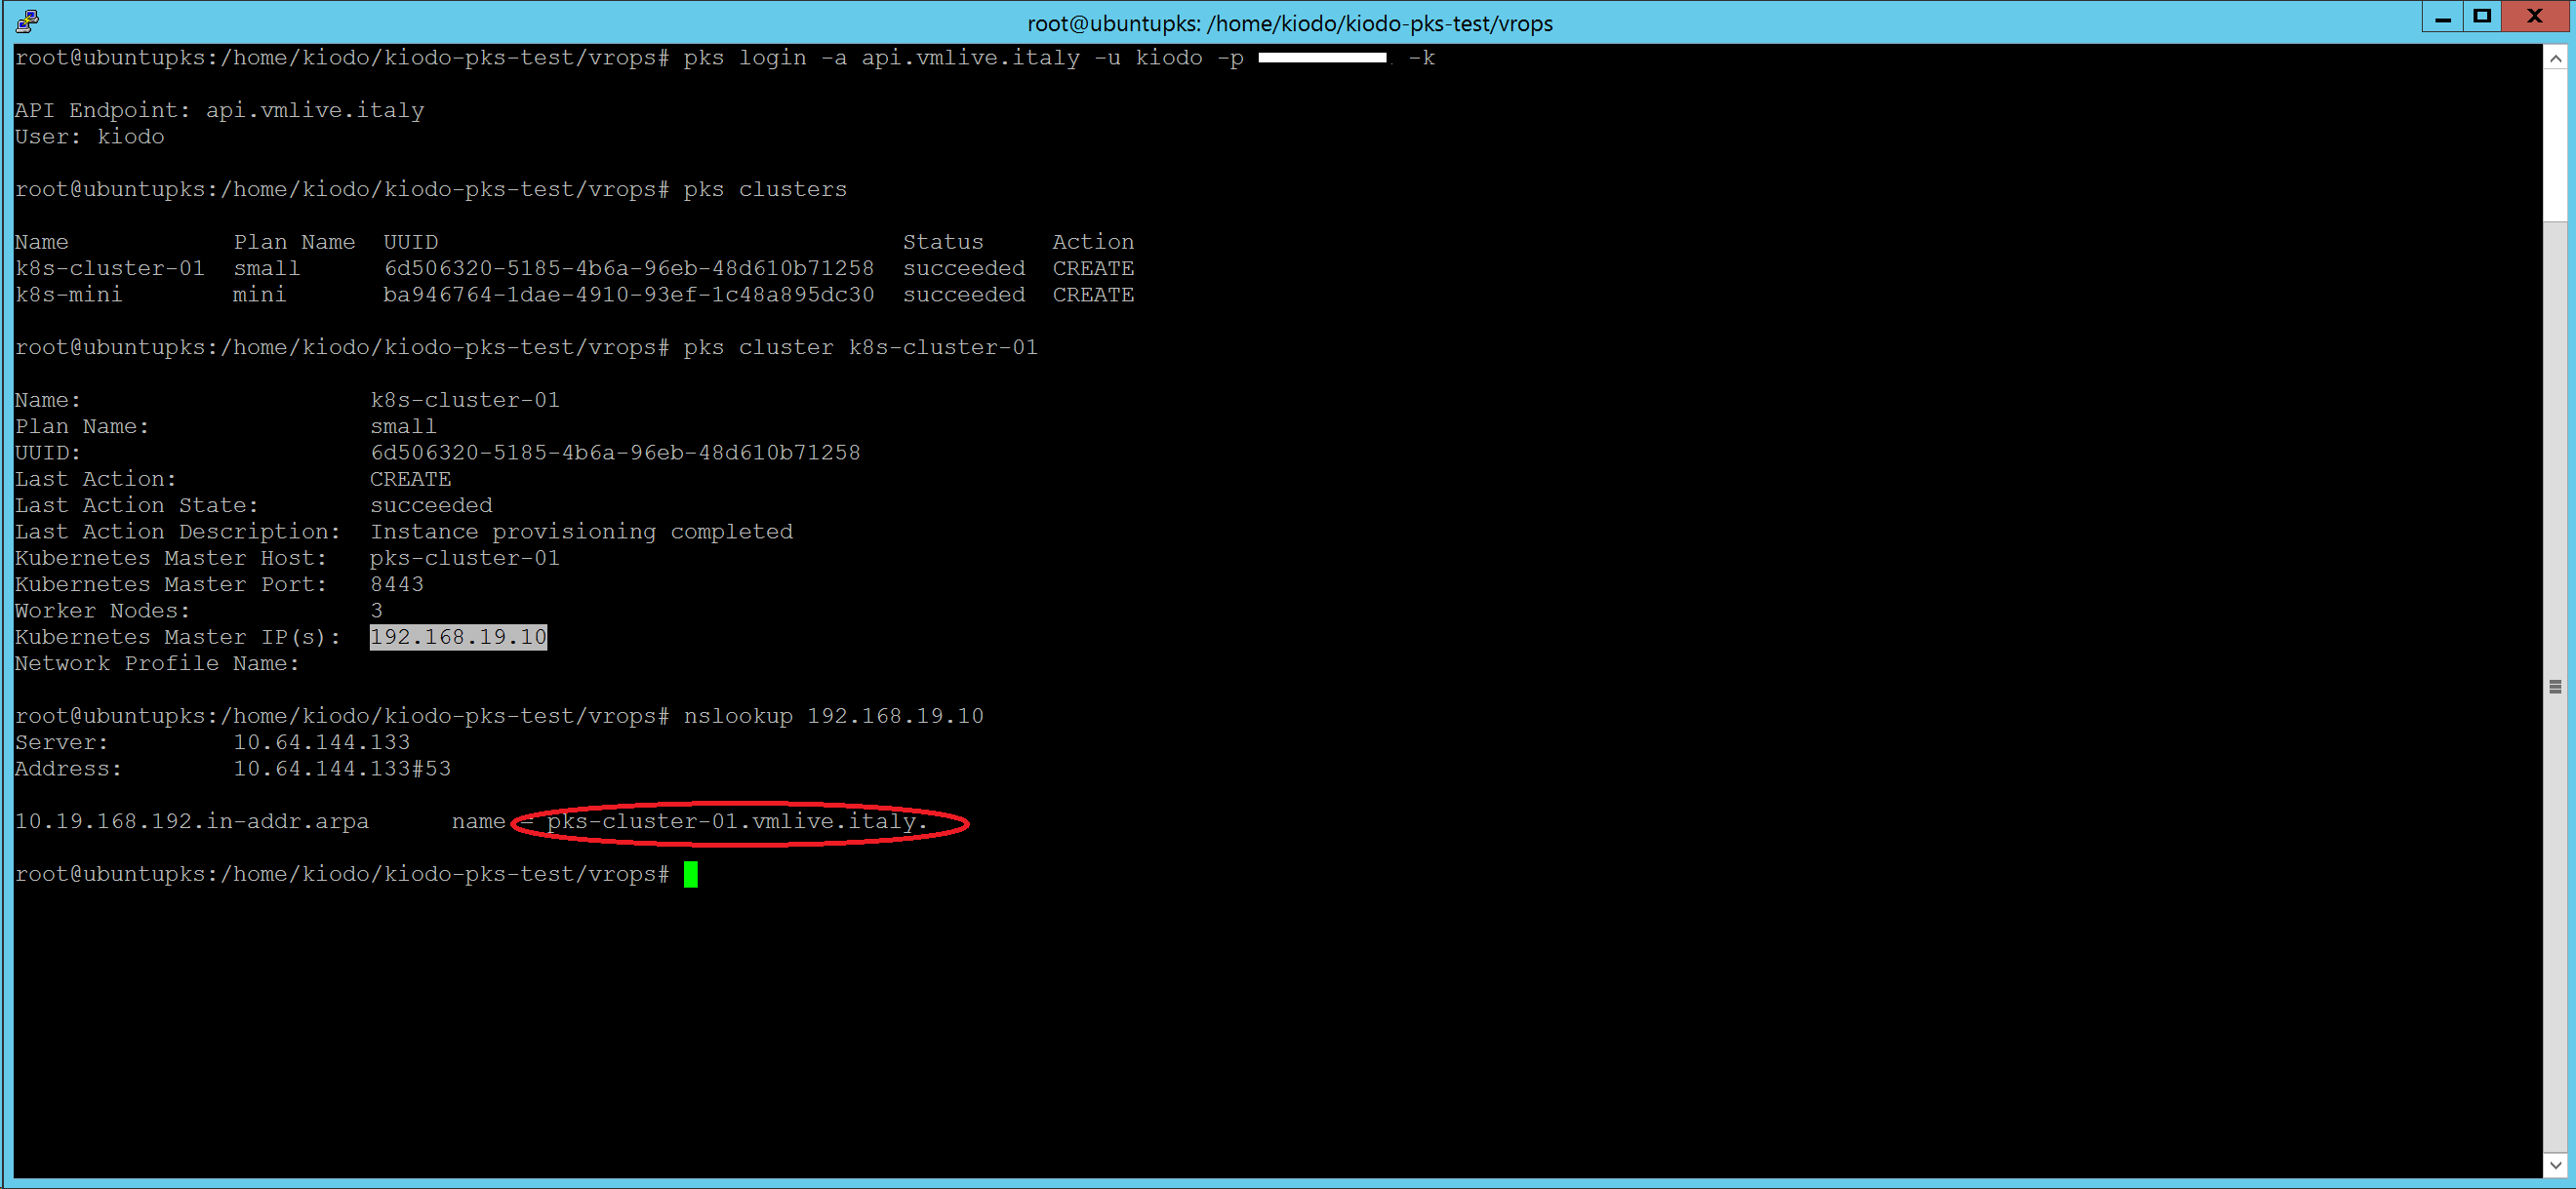 root@ubuntupks: /home/kiodo/kiodo-pks-test/vrops
root@ubuntupks:/home/kiodo/kiodo-pks-test/vrops# pks login -a api.vmlive.italy -u kiodo -p -k
API Endpoint: api.vmlive.italy
User: kiodo
root@ubuntupks:/home/kiodo/kiodo-pks-test/vrops# pks clusters
Name Plan Name UUID Status Action
k8s-cluster-01 small 6d506320-5185-4b6a-96eb-48d610b71258 succeeded CREATE
k8s-mini mini ba946764-1dae-4910-93ef-1c48a895dc30 succeeded CREATE
root@ubuntupks:/home/kiodo/kiodo-pks-test/vrops# pks cluster k8s-cluster-01
Name: k8s-cluster-01
Plan Name: small
UUID: 6d506320-5185-4b6a-96eb-48d610b71258
Last Action: CREATE
Last Action State: succeeded
Last Action Description: Instance provisioning completed
Kubernetes Master Host: pks-cluster-01
Kubernetes Master Port: 8443
Worker Nodes: 3
Kubernetes Master IP(s): 192.168.19.10
Network Profile Name:
root@ubuntupks:/home/kiodo/kiodo-pks-test/vrops# nslookup 192.168.19.10
Server: 10.64.144.133
Address: 10.64.144.133#53
10.19.168.192.in-addr.arpa name = pks-cluster-01.vmlive.italy.
root@ubuntupks:/home/kiodo/kiodo-pks-test/vrops#